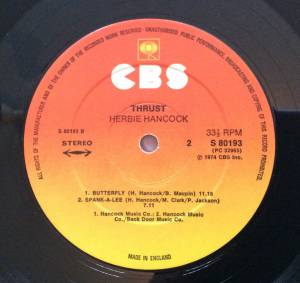 ALL RIGHTS OF THE MANUFACTURER AND OF THE OWNER OF THE RECORDED WORK RESERVED · UNAUTHORISED PUBLIC PERFORMANCE, BROADCASTING AND COPYING OF THIS RECORD PROHIBITED.
CBS
THRUST
HERBIE HANCOCK
S 80193 B
33⅓ RPM
STEREO
2
S 80193
(PC 32965)
℗ 1974 CBS Inc.
1. BUTTERFLY (H. Hancock/B. Maupin) 11.15
2. SPANK-A-LEE (H. Hancock/M. Clark/P. Jackson)
7.11
1. Hancock Music Co.: 2. Hancock Music
Co./Back Door Music Co.
MADE IN ENGLAND